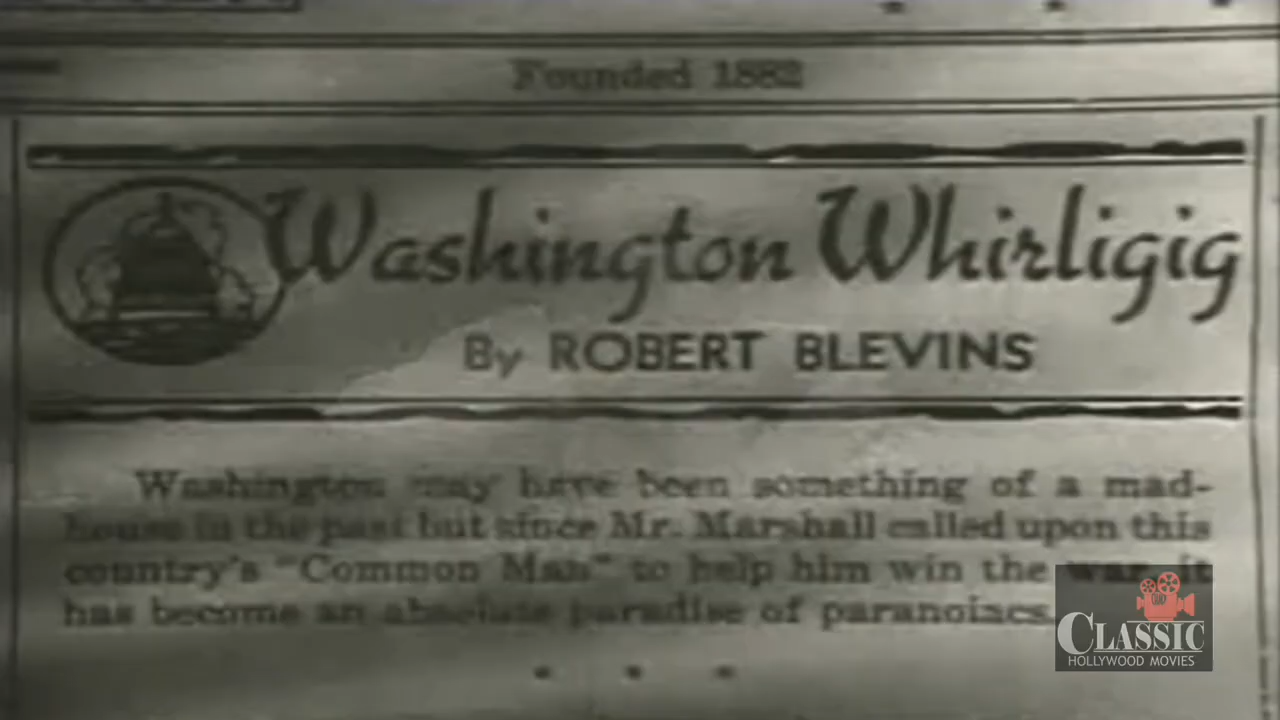 Founded 1882
Washington Whirligig
By ROBERT BLEVINS
Washington may have been something of a mad-
house in the past but since Mr. Marshall called upon this
country's "Common Man" to help him win the war it
has become an absolute paradise of paranoiacs.
CLASSIC
HOLLYWOOD MOVIES